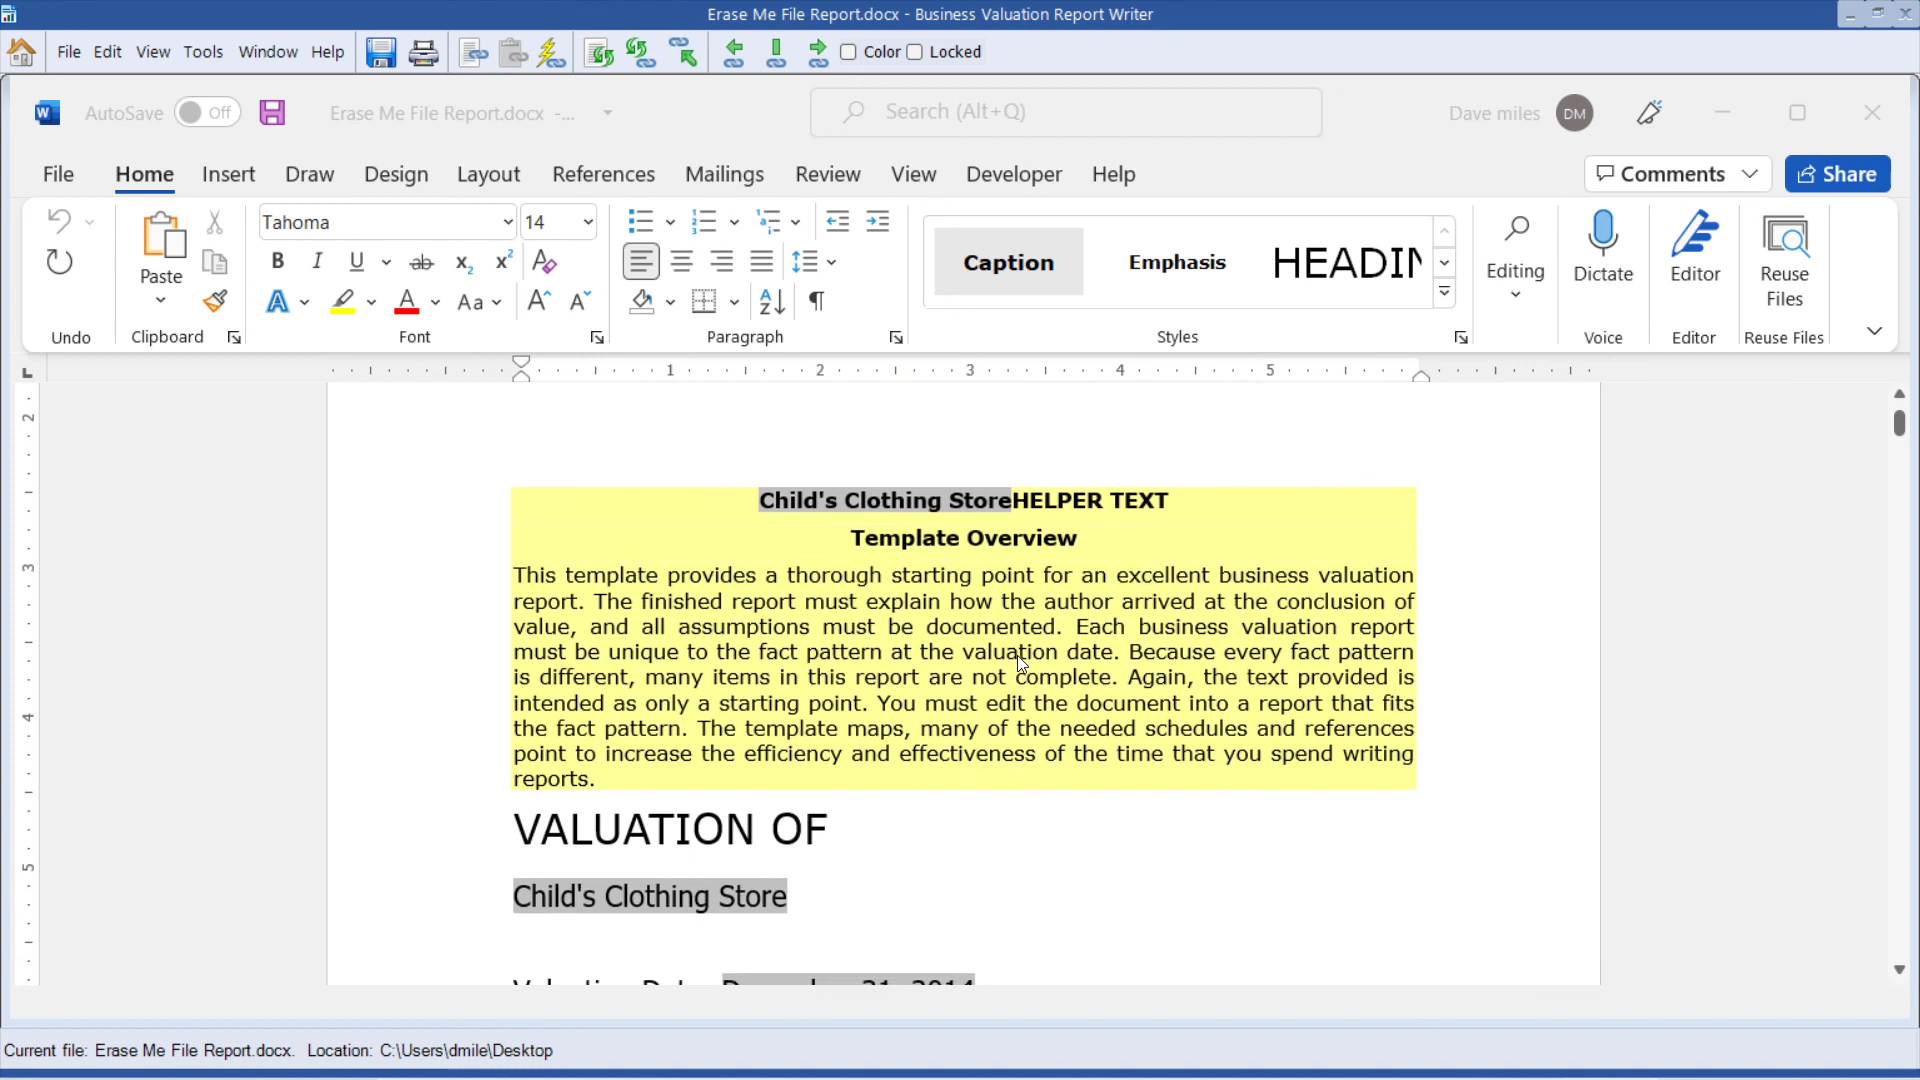 Erase Me File Report.docx - Business Valuation Report Writer
File Edit View Tools Window Help Color Locked
AutoSave Off Erase Me File Report.docx -... Search (Alt+Q) Dave miles DM
File Home Insert Draw Design Layout References Mailings Review View Developer Help Comments Share
Tahoma 14
Paste
Caption Emphasis HEADIN
Editing Dictate Editor Reuse Files
Undo Clipboard Font Paragraph Styles Voice Editor Reuse Files
1 2 3 4 5
2
3
4
5
Child's Clothing StoreHELPER TEXT
Template Overview
This template provides a thorough starting point for an excellent business valuation
report. The finished report must explain how the author arrived at the conclusion of
value, and all assumptions must be documented. Each business valuation report
must be unique to the fact pattern at the valuation date. Because every fact pattern
is different, many items in this report are not complete. Again, the text provided is
intended as only a starting point. You must edit the document into a report that fits
the fact pattern. The template maps, many of the needed schedules and references
point to increase the efficiency and effectiveness of the time that you spend writing
reports.
VALUATION OF
Child's Clothing Store
Current file: Erase Me File Report.docx. Location: C:\Users\dmile\Desktop